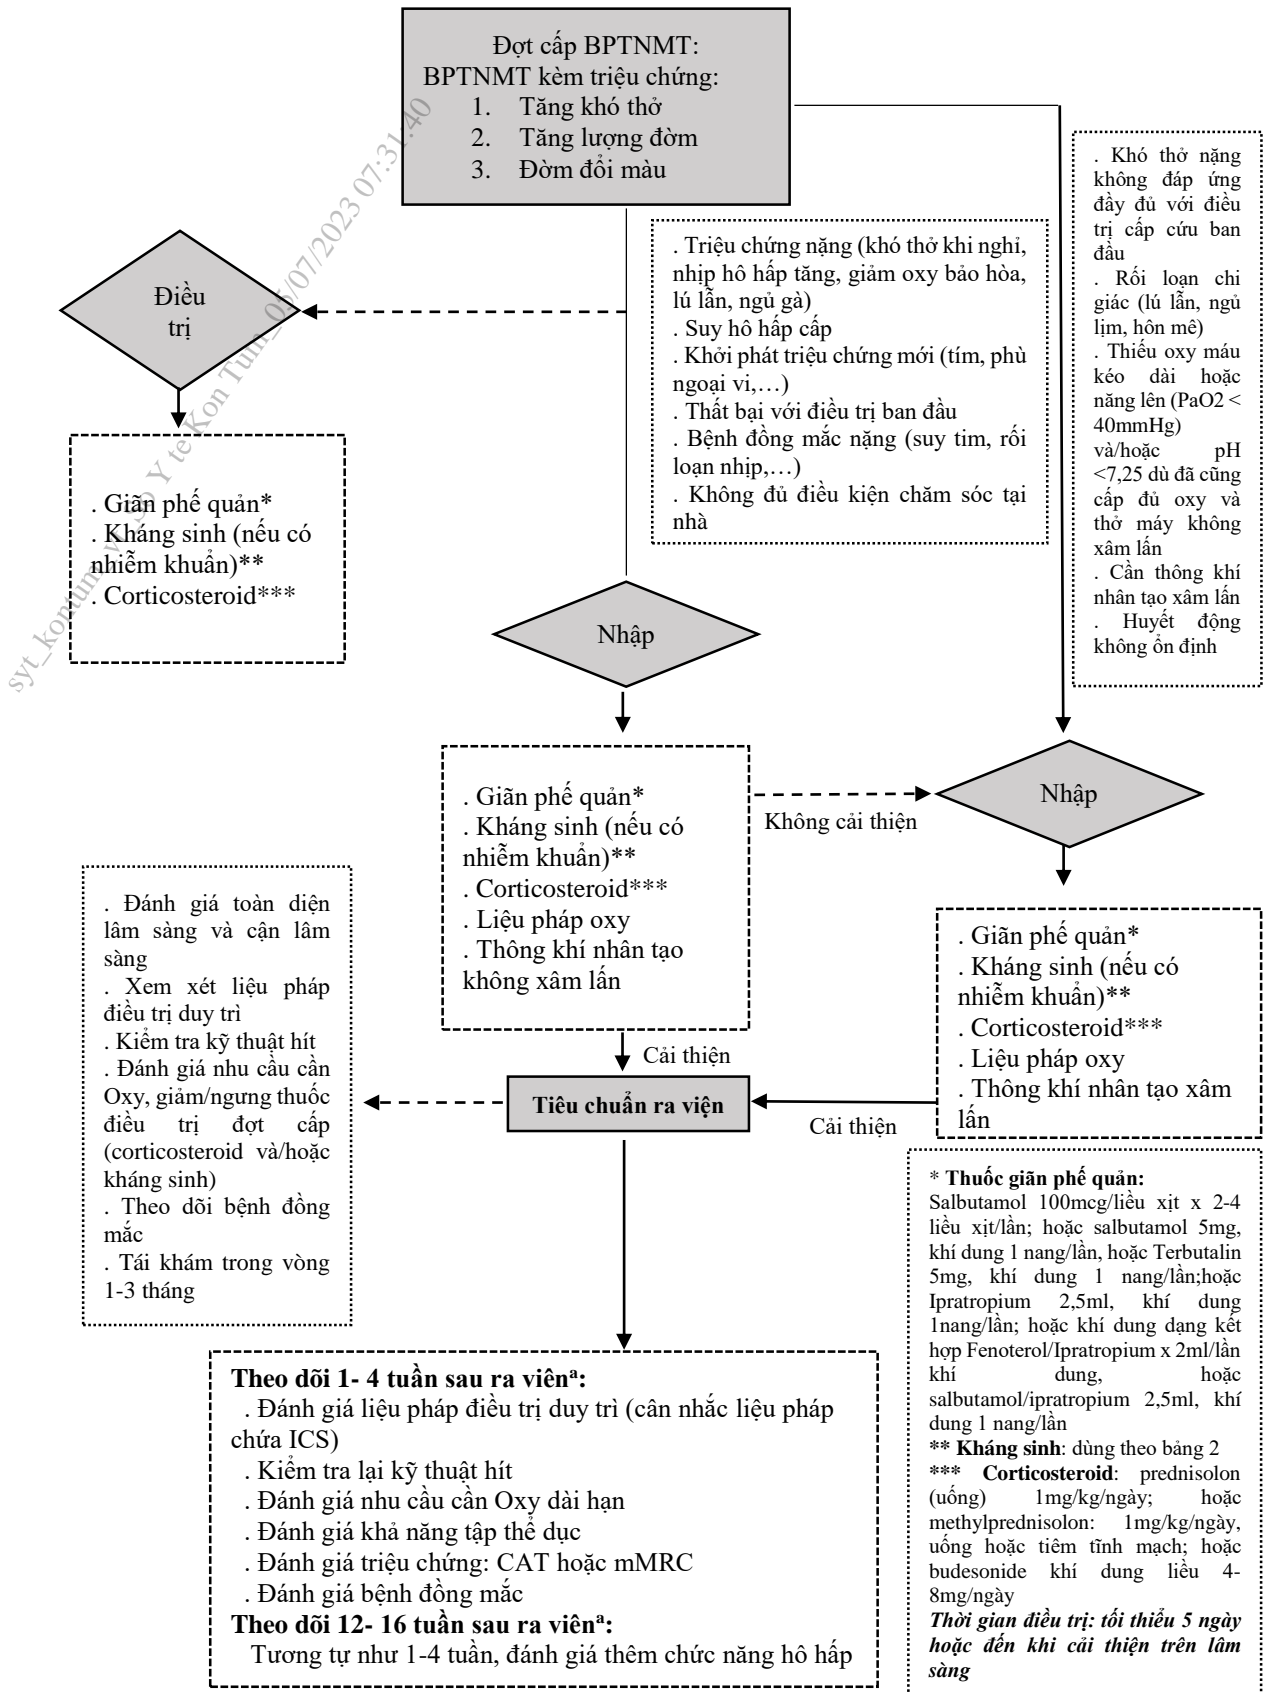 Đợt cấp BPTNMT:
BPTNMT kèm triệu chứng:
1. Tăng khó thở
2. Tăng lượng đờm
3. Đờm đổi màu
syt_kontum_vt_So Y te Kon Tum_05/07/2023 07:31:40
Điều
trị
. Giãn phế quản*
. Kháng sinh (nếu có
nhiễm khuẩn)**
. Corticosteroid***
. Triệu chứng nặng (khó thở khi nghỉ,
nhịp hô hấp tăng, giảm oxy bảo hòa,
lú lẫn, ngủ gà)
. Suy hô hấp cấp
. Khởi phát triệu chứng mới (tím, phù
ngoại vi,…)
. Thất bại với điều trị ban đầu
. Bệnh đồng mắc nặng (suy tim, rối
loạn nhịp,…)
. Không đủ điều kiện chăm sóc tại
nhà
. Khó thở nặng
không đáp ứng
đầy đủ với điều
trị cấp cứu ban
đầu
. Rối loạn chi
giác (lú lẫn, ngủ
lịm, hôn mê)
. Thiếu oxy máu
kéo dài hoặc
năng lên (PaO2 <
40mmHg)
và/hoặc pH
<7,25 dù đã cũng
cấp đủ oxy và
thở máy không
xâm lấn
. Cần thông khí
nhân tạo xâm lấn
. Huyết động
không ổn định
Nhập
. Giãn phế quản*
. Kháng sinh (nếu có
nhiễm khuẩn)**
. Corticosteroid***
. Liệu pháp oxy
. Thông khí nhân tạo
không xâm lấn
Không cải thiện
Nhập
. Giãn phế quản*
. Kháng sinh (nếu có
nhiễm khuẩn)**
. Corticosteroid***
. Liệu pháp oxy
. Thông khí nhân tạo xâm
lấn
Cải thiện
Tiêu chuẩn ra viện
Cải thiện
. Đánh giá toàn diện
lâm sàng và cận lâm
sàng
. Xem xét liệu pháp
điều trị duy trì
. Kiểm tra kỹ thuật hít
. Đánh giá nhu cầu cần
Oxy, giảm/ngưng thuốc
điều trị đợt cấp
(corticosteroid và/hoặc
kháng sinh)
. Theo dõi bệnh đồng
mắc
. Tái khám trong vòng
1-3 tháng
Theo dõi 1- 4 tuần sau ra viênᵃ:
. Đánh giá liệu pháp điều trị duy trì (cân nhắc liệu pháp
chứa ICS)
. Kiểm tra lại kỹ thuật hít
. Đánh giá nhu cầu cần Oxy dài hạn
. Đánh giá khả năng tập thể dục
. Đánh giá triệu chứng: CAT hoặc mMRC
. Đánh giá bệnh đồng mắc
Theo dõi 12- 16 tuần sau ra viênᵃ:
Tương tự như 1-4 tuần, đánh giá thêm chức năng hô hấp
* Thuốc giãn phế quản:
Salbutamol 100mcg/liều xịt x 2-4
liều xịt/lần; hoặc salbutamol 5mg,
khí dung 1 nang/lần, hoặc Terbutalin
5mg, khí dung 1 nang/lần;hoặc
Ipratropium 2,5ml, khí dung
1nang/lần; hoặc khí dung dạng kết
hợp Fenoterol/Ipratropium x 2ml/lần
khí dung, hoặc
salbutamol/ipratropium 2,5ml, khí
dung 1 nang/lần
** Kháng sinh: dùng theo bảng 2
*** Corticosteroid: prednisolon
(uống) 1mg/kg/ngày; hoặc
methylprednisolon: 1mg/kg/ngày,
uống hoặc tiêm tĩnh mạch; hoặc
budesonide khí dung liều 4-
8mg/ngày
Thời gian điều trị: tối thiểu 5 ngày
hoặc đến khi cải thiện trên lâm
sàng